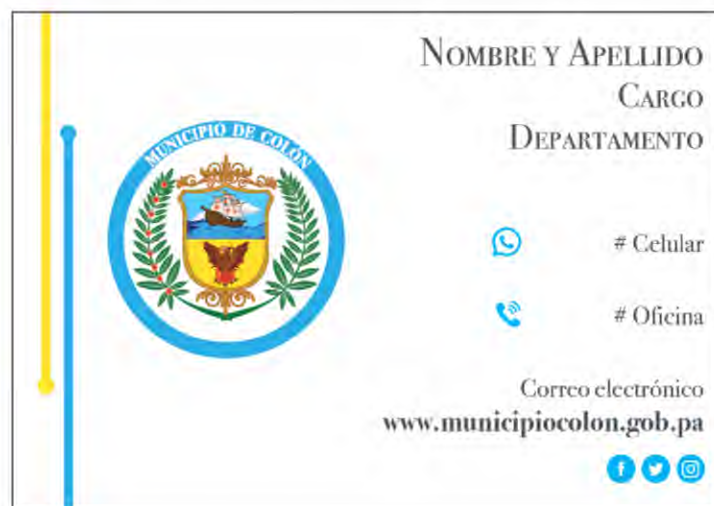 MUNICIPIO DE COLÓN
Nombre y Apellido
Cargo
Departamento
# Celular
# Oficina
Correo electrónico
www.municipiocolon.gob.pa